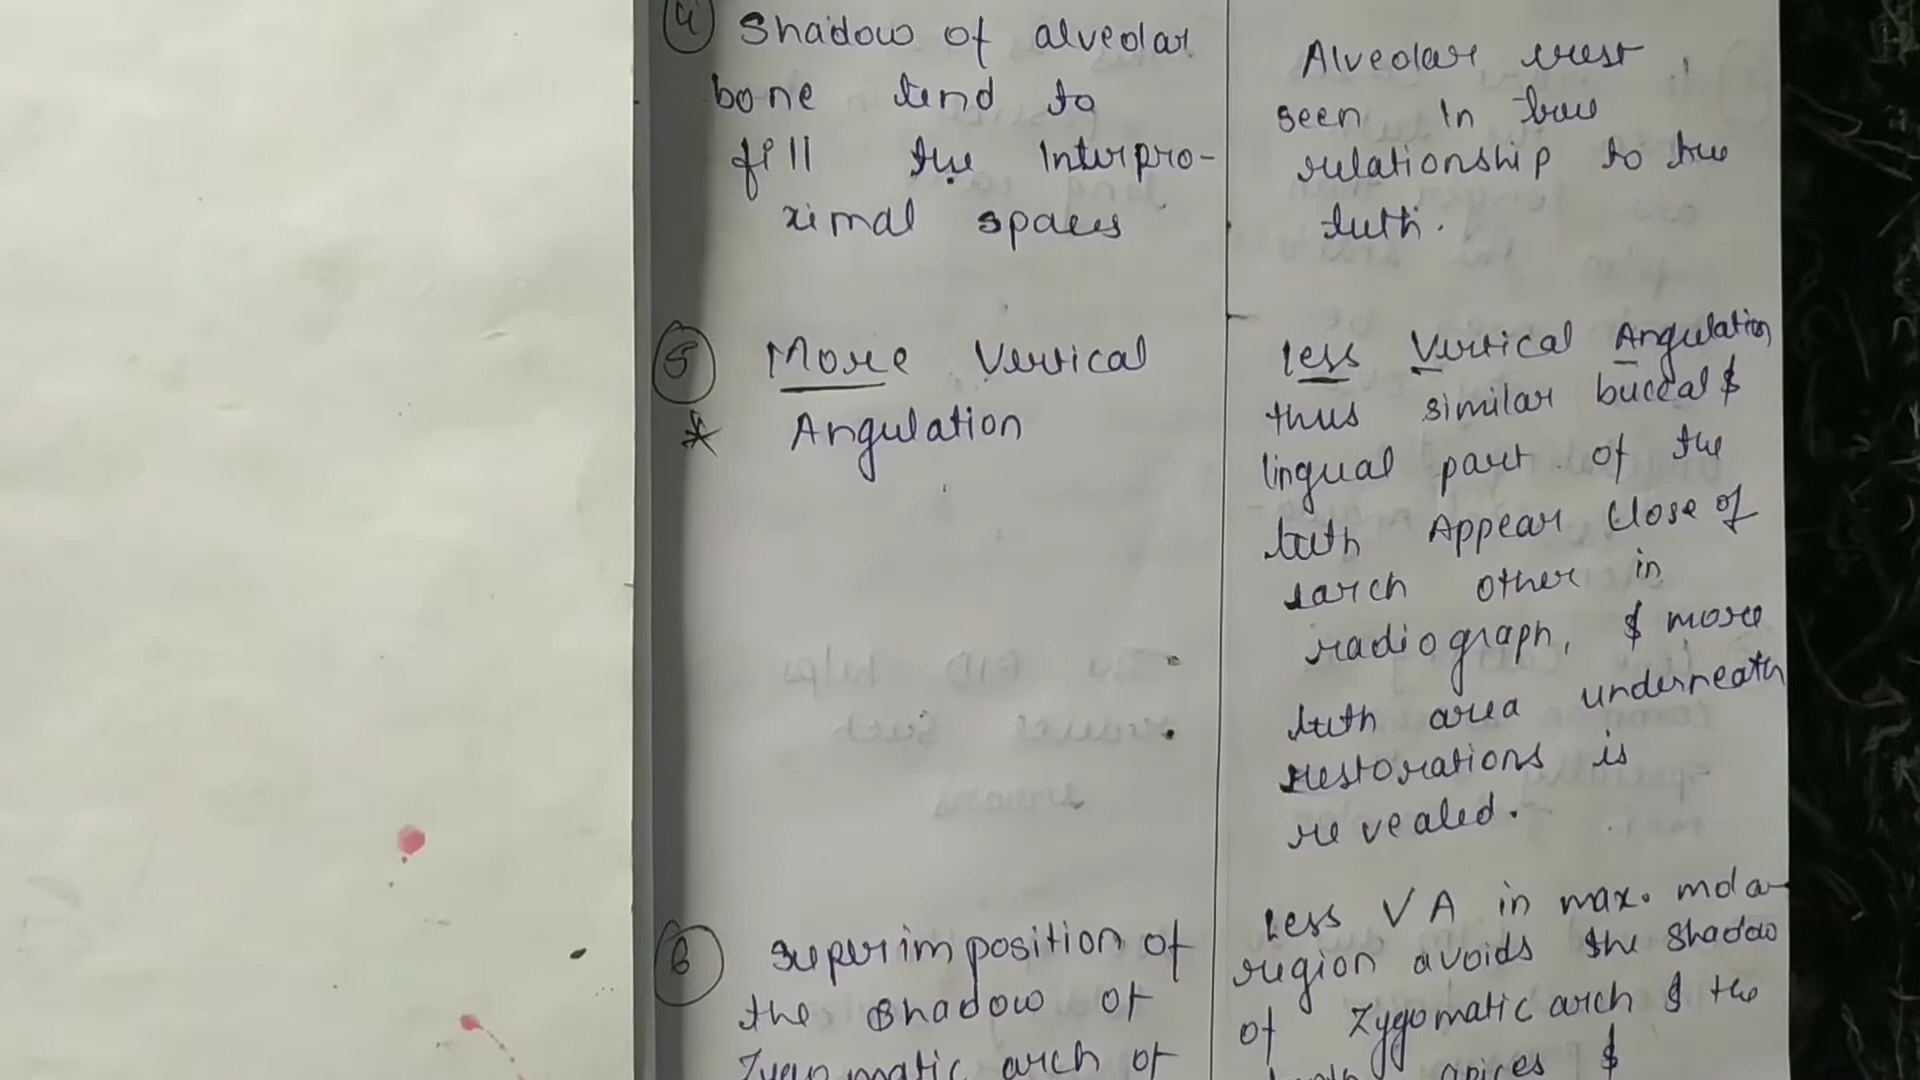 4 Shadow of alveolar
bone tend to
fill the Interpro-
ximal spaces
5 More Vertical
* Angulation
6 superimposition of
the shadow of
Zygomatic arch of
Alveolar crest
seen In true
relationship to the
teeth.
less Vertical Angulation
thus similar buccal &
lingual part of the
teeth Appear close of
each other in
radiograph, & more
teeth area underneath
restorations is
revealed.
Less VA in max. molar
region avoids the shadow
of Zygomatic arch & the
apices &